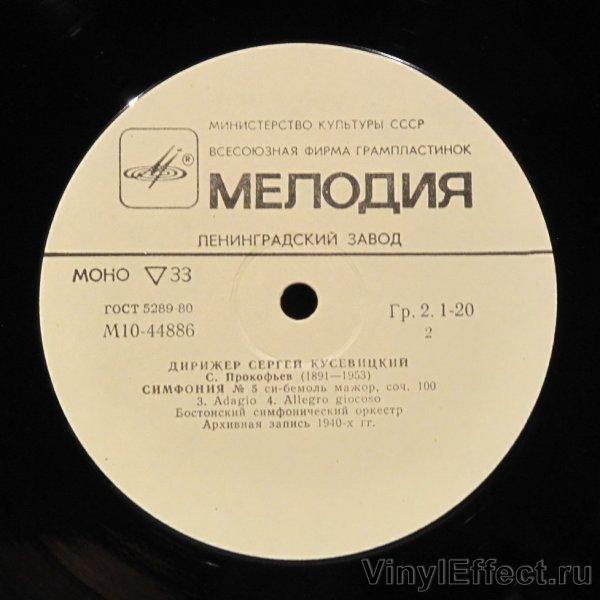 МИНИСТЕРСТВО КУЛЬТУРЫ СССР
®
ВСЕСОЮЗНАЯ ФИРМА ГРАМПЛАСТИНОК
МЕЛОДИЯ
ЛЕНИНГРАДСКИЙ ЗАВОД
МОНО ▽33
ГОСТ 5289-80
М10-44886
Гр. 2. 1-20
2
ДИРИЖЕР СЕРГЕЙ КУСЕВИЦКИЙ
С. Прокофьев (1891—1953)
СИМФОНИЯ № 5 си-бемоль мажор, соч. 100
3. Adagio 4. Allegro giocoso
Бостонский симфонический оркестр
Архивная запись 1940-х гг.
VinylEffect.ru